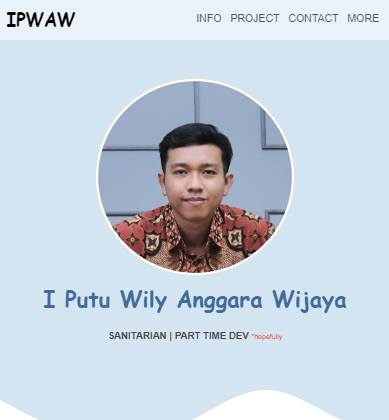 IPWAW
INFO PROJECT CONTACT MORE
I Putu Wily Anggara Wijaya
SANITARIAN | PART TIME DEV *hopefully